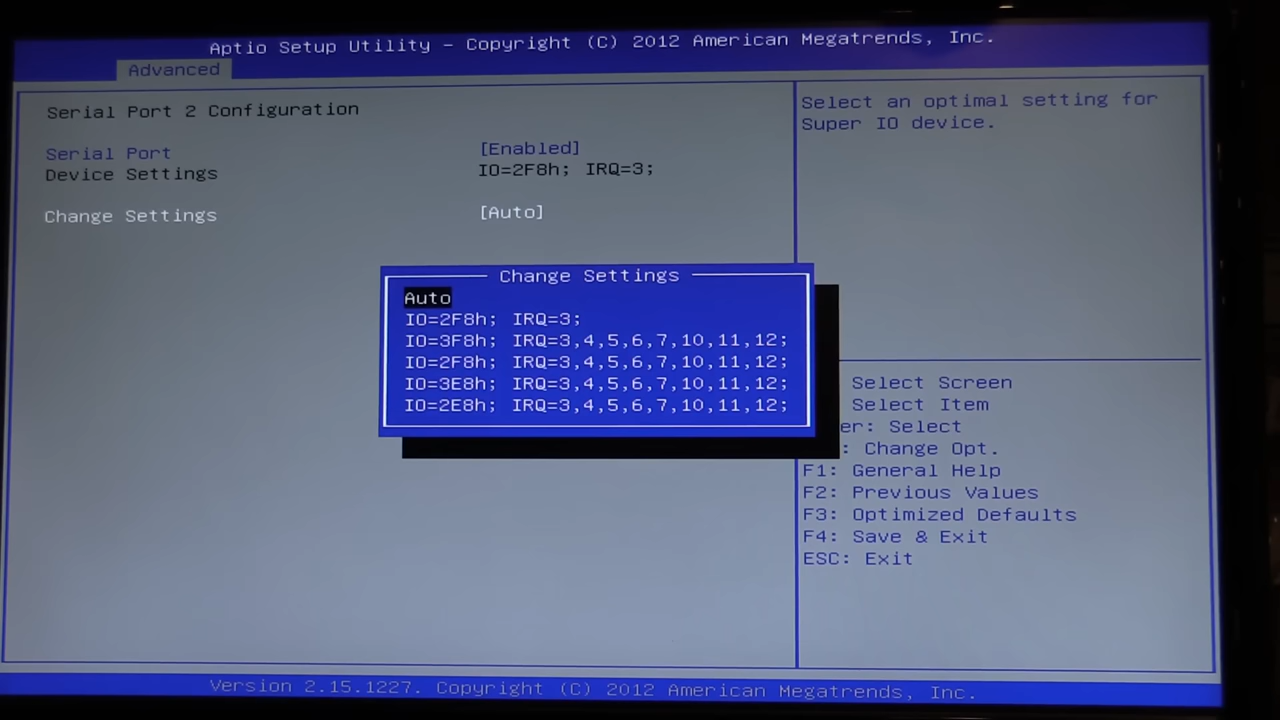 Aptio Setup Utility – Copyright (C) 2012 American Megatrends, Inc.
Advanced
Serial Port 2 Configuration
Serial Port [Enabled]
Device Settings IO=2F8h; IRQ=3;
Change Settings [Auto]
Change Settings
Auto
IO=2F8h; IRQ=3;
IO=3F8h; IRQ=3,4,5,6,7,10,11,12;
IO=2F8h; IRQ=3,4,5,6,7,10,11,12;
IO=3E8h; IRQ=3,4,5,6,7,10,11,12;
IO=2E8h; IRQ=3,4,5,6,7,10,11,12;
Select an optimal setting for
Super IO device.
Select Screen
Select Item
er: Select
: Change Opt.
F1: General Help
F2: Previous Values
F3: Optimized Defaults
F4: Save & Exit
ESC: Exit
Version 2.15.1227. Copyright (C) 2012 American Megatrends, Inc.